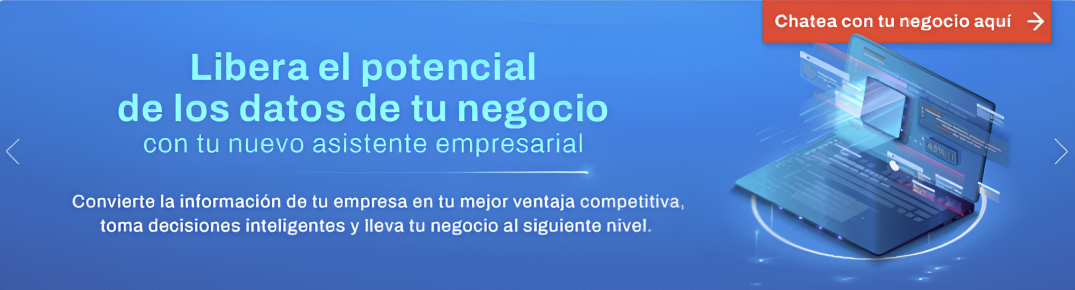 Chatea con tu negocio aquí
Libera el potencial
de los datos de tu negocio
con tu nuevo asistente empresarial
Convierte la información de tu empresa en tu mejor ventaja competitiva,
toma decisiones inteligentes y lleva tu negocio al siguiente nivel.